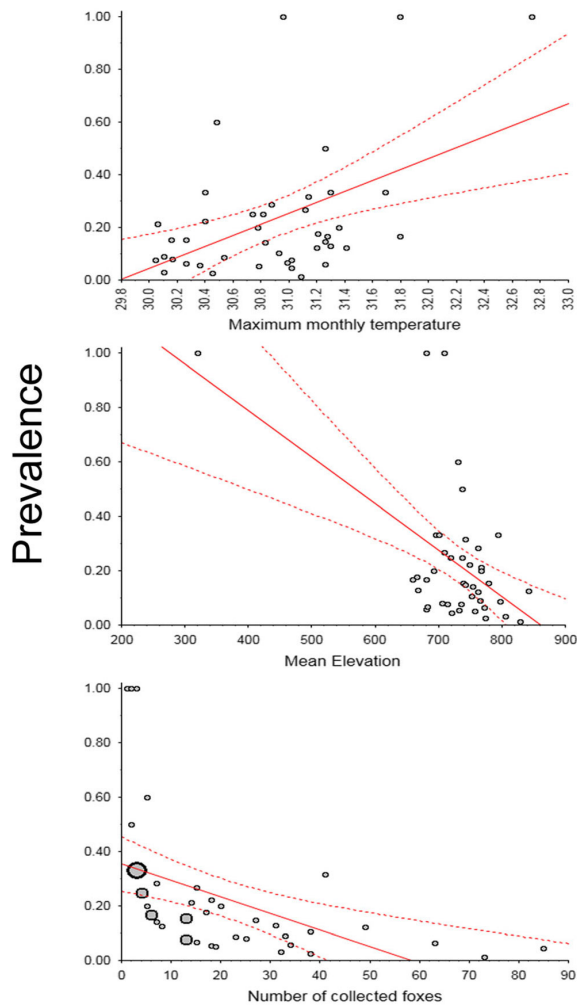 Prevalence
1.00
0.80
0.60
0.40
0.20
0.00
29.8 30.0 30.2 30.4 30.6 30.8 31.0 31.2 31.4 31.6 31.8 32.0 32.2 32.4 32.6 32.8 33.0
Maximum monthly temperature
1.00
0.80
0.60
0.40
0.20
0.00
200 300 400 500 600 700 800 900
Mean Elevation
1.00
0.80
0.60
0.40
0.20
0.00
0 10 20 30 40 50 60 70 80 90
Number of collected foxes